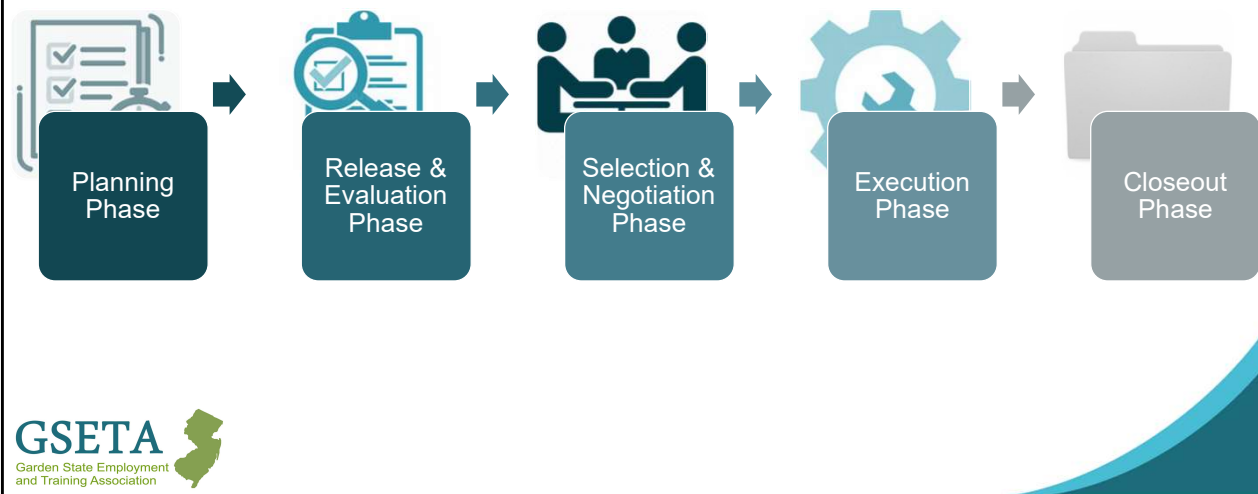 Planning
Phase
Release &
Evaluation
Phase
Selection &
Negotiation
Phase
Execution
Phase
Closeout
Phase
GSETA
Garden State Employment
and Training Association